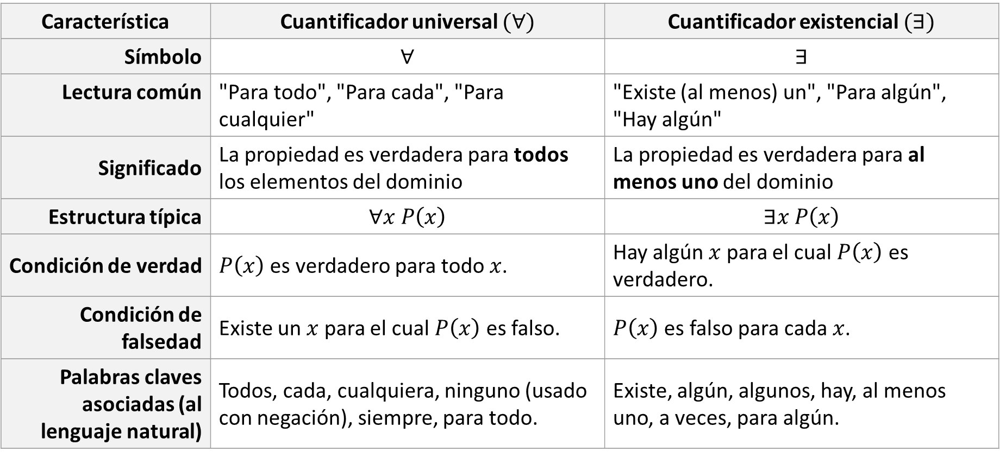 Característica Cuantificador universal (∀) Cuantificador existencial (∃)
Símbolo ∀ ∃
Lectura común "Para todo", "Para cada", "Para
cualquier"
"Existe (al menos) un", "Para algún",
"Hay algún"
Significado
La propiedad es verdadera para todos
los elementos del dominio
La propiedad es verdadera para al
menos uno del dominio
Estructura típica ∀x P(x) ∃x P(x)
Condición de verdad P(x) es verdadero para todo x.
Hay algún x para el cual P(x) es
verdadero.
Condición de
falsedad
Existe un x para el cual P(x) es falso.
P(x) es falso para cada x.
Palabras claves
asociadas (al
lenguaje natural)
Todos, cada, cualquiera, ninguno (usado
con negación), siempre, para todo.
Existe, algún, algunos, hay, al menos
uno, a veces, para algún.